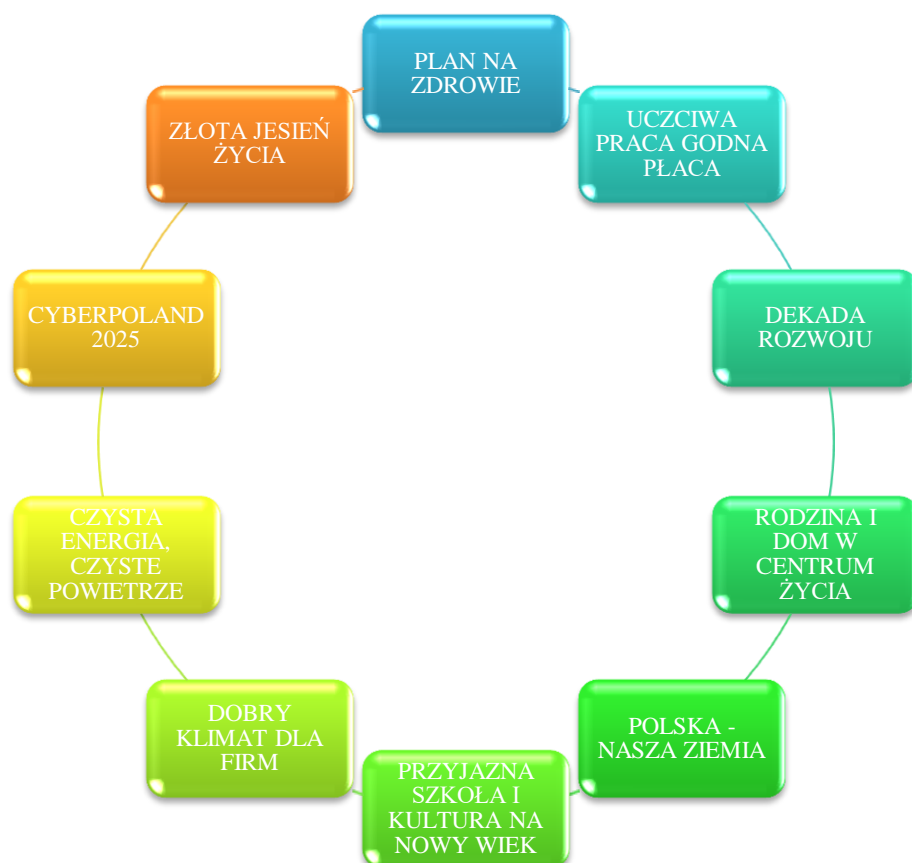 PLAN NA
ZDROWIE
UCZCIWA
PRACA GODNA
PŁACA
DEKADA
ROZWOJU
RODZINA I
DOM W
CENTRUM
ŻYCIA
POLSKA -
NASZA ZIEMIA
PRZYJAZNA
SZKOŁA I
KULTURA NA
NOWY WIEK
DOBRY
KLIMAT DLA
FIRM
CZYSTA
ENERGIA,
CZYSTE
POWIETRZE
CYBERPOLAND
2025
ZŁOTA JESIEŃ
ŻYCIA